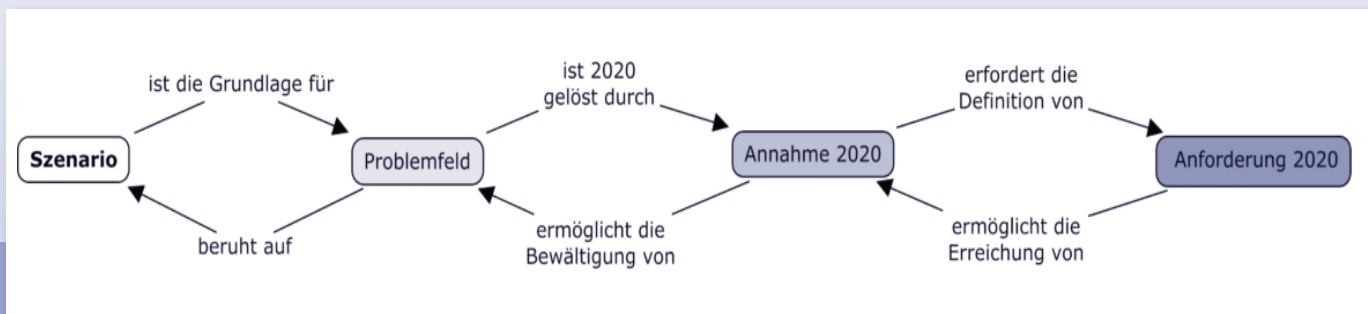 ist die Grundlage für
ist 2020
gelöst durch
erfordert die
Definition von
Szenario
Problemfeld
Annahme 2020
Anforderung 2020
beruht auf
ermöglicht die
Bewältigung von
ermöglicht die
Erreichung von